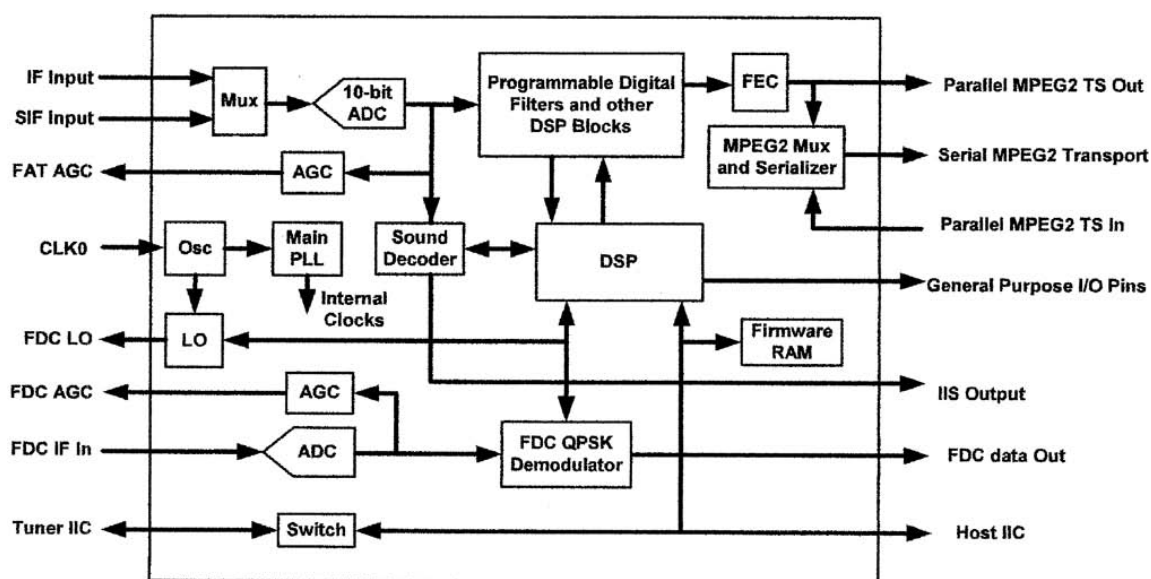 IF Input
SIF Input
FAT AGC
CLK0
FDC LO
FDC AGC
FDC IF In
Tuner IIC
Mux
10-bit
ADC
AGC
Osc
Main
PLL
Internal
Clocks
LO
AGC
ADC
Switch
Sound
Decoder
Programmable Digital
Filters and other
DSP Blocks
DSP
FDC QPSK
Demodulator
FEC
MPEG2 Mux
and Serializer
Firmware
RAM
Parallel MPEG2 TS Out
Serial MPEG2 Transport
Parallel MPEG2 TS In
General Purpose I/O Pins
IIS Output
FDC data Out
Host IIC